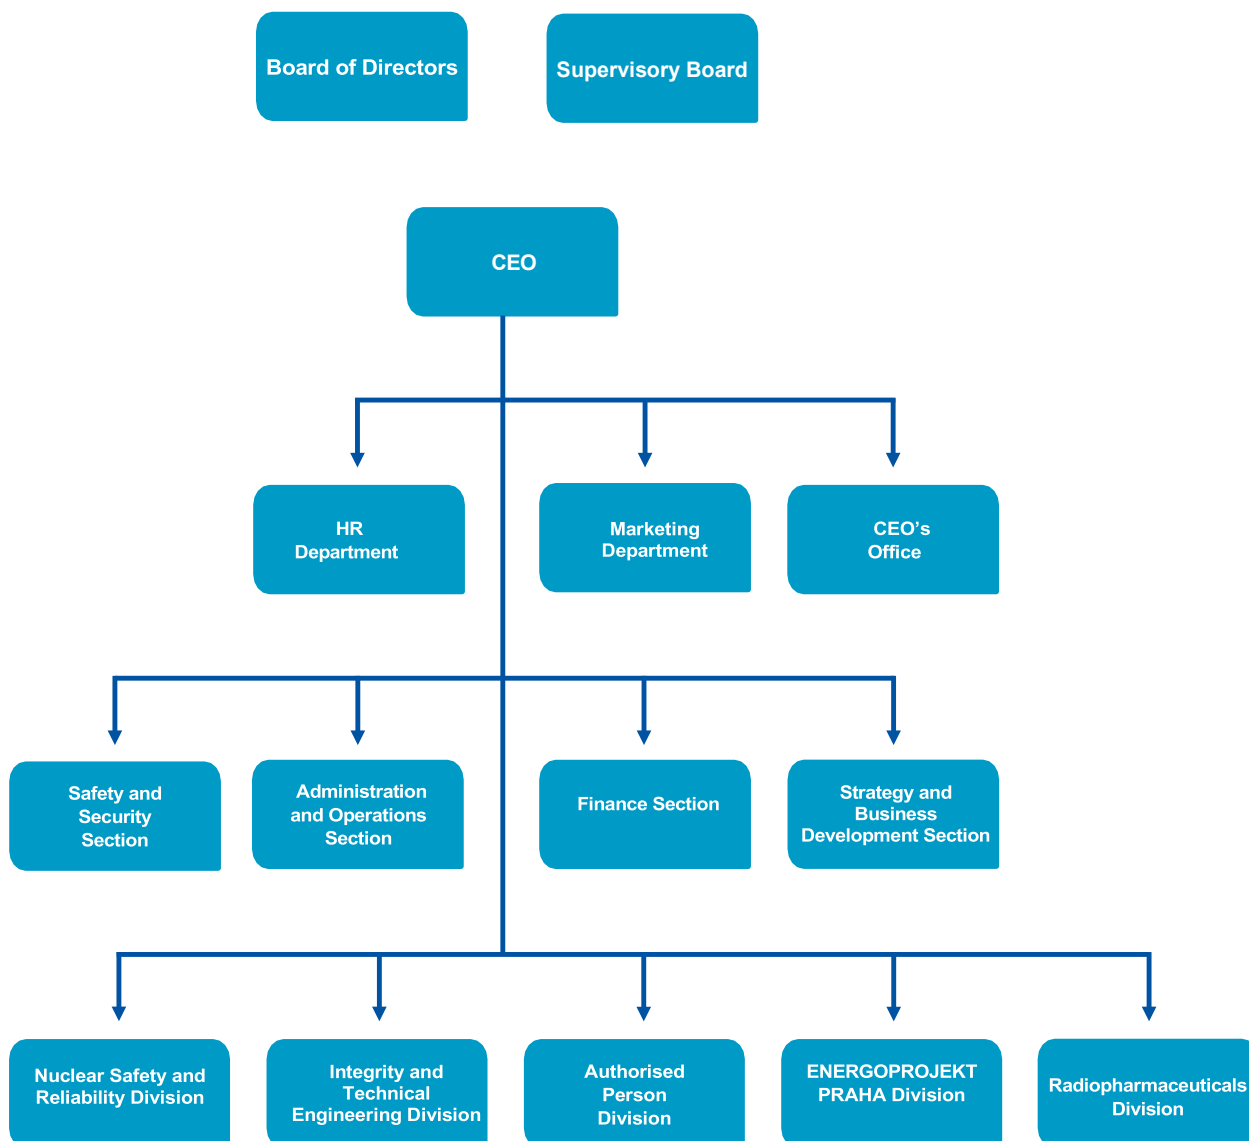 Board of Directors
Supervisory Board
CEO
HR
Department
Marketing
Department
CEO’s
Office
Safety and
Security
Section
Administration
and Operations
Section
Finance Section
Strategy and
Business
Development Section
Nuclear Safety and
Reliability Division
Integrity and
Technical
Engineering Division
Authorised
Person
Division
ENERGOPROJEKT
PRAHA Division
Radiopharmaceuticals
Division